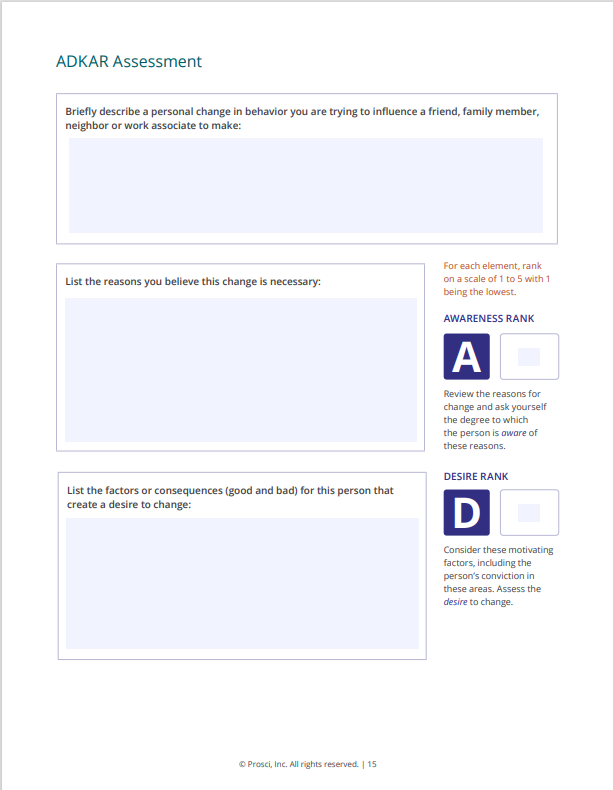 ADKAR Assessment
Briefly describe a personal change in behavior you are trying to influence a friend, family member,
neighbor or work associate to make:
List the reasons you believe this change is necessary:
For each element, rank
on a scale of 1 to 5 with 1
being the lowest.
AWARENESS RANK
A
Review the reasons for
change and ask yourself
the degree to which
the person is aware of
these reasons.
List the factors or consequences (good and bad) for this person that
create a desire to change:
DESIRE RANK
D
Consider these motivating
factors, including the
person's conviction in
these areas. Assess the
desire to change.
© Prosci, Inc. All rights reserved. | 15